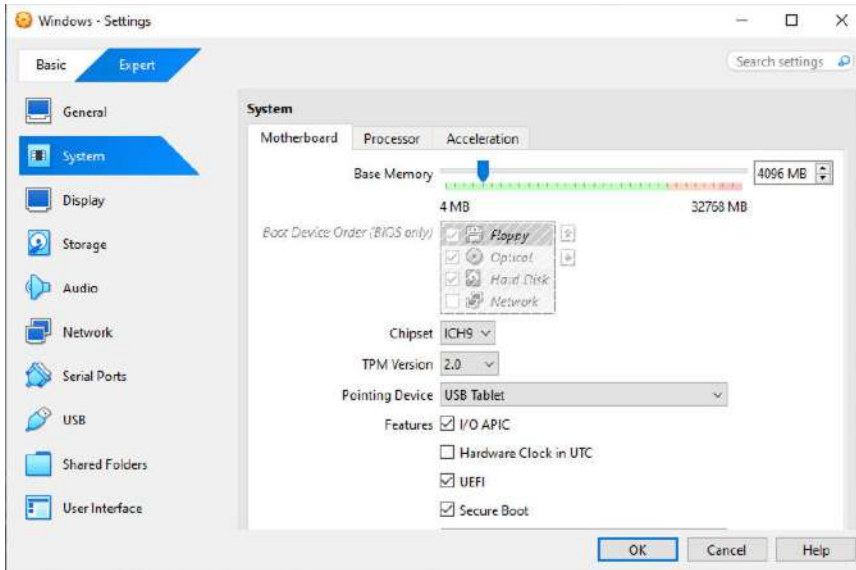 Windows - Settings
Basic
Expert
Search settings
General
System
Display
Storage
Audio
Network
Serial Ports
USB
Shared Folders
User Interface
System
Motherboard
Processor
Acceleration
Base Memory
4096 MB
4 MB
32768 MB
Boot Device Order (BIOS only)
Floppy
Optical
Hard Disk
Network
Chipset
ICH9
TPM Version
2.0
Pointing Device
USB Tablet
Features
I/O APIC
Hardware Clock in UTC
UEFI
Secure Boot
OK
Cancel
Help